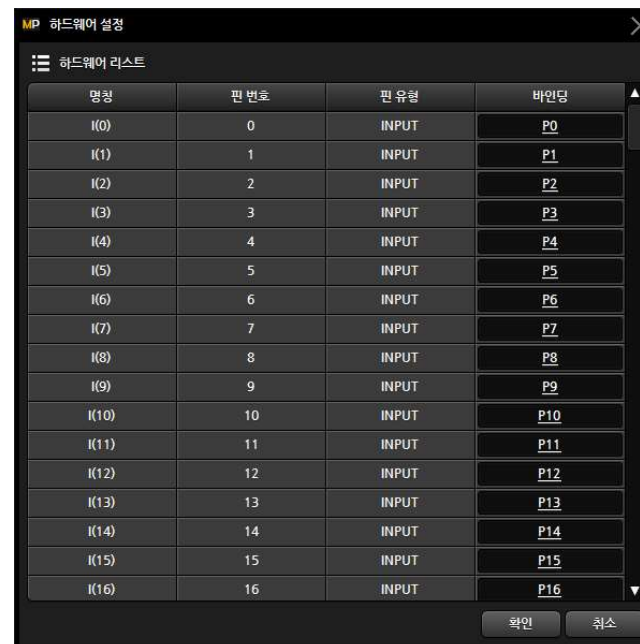 MP 하드웨어 설정
하드웨어 리스트
명칭 핀 번호 핀 유형 바인딩
I(0) 0 INPUT P0
I(1) 1 INPUT P1
I(2) 2 INPUT P2
I(3) 3 INPUT P3
I(4) 4 INPUT P4
I(5) 5 INPUT P5
I(6) 6 INPUT P6
I(7) 7 INPUT P7
I(8) 8 INPUT P8
I(9) 9 INPUT P9
I(10) 10 INPUT P10
I(11) 11 INPUT P11
I(12) 12 INPUT P12
I(13) 13 INPUT P13
I(14) 14 INPUT P14
I(15) 15 INPUT P15
I(16) 16 INPUT P16
확인 취소